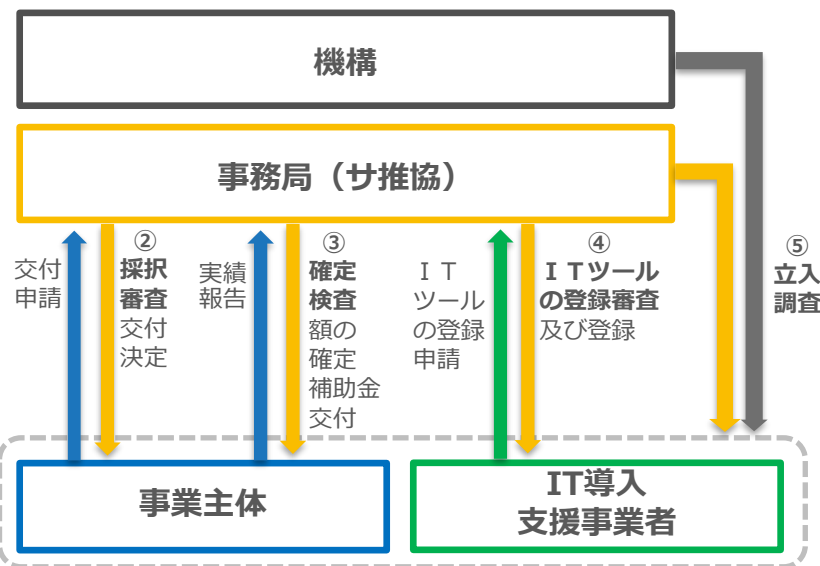 機構
事務局（サ推協）
交付
申請
②
採択
審査
交付
決定
実績
報告
③
確定
検査
額の
確定
補助金
交付
ＩＴ
ツール
の登録
申請
④
ＩＴツール
の登録審査
及び登録
⑤
立入
調査
事業主体
IT導入
支援事業者